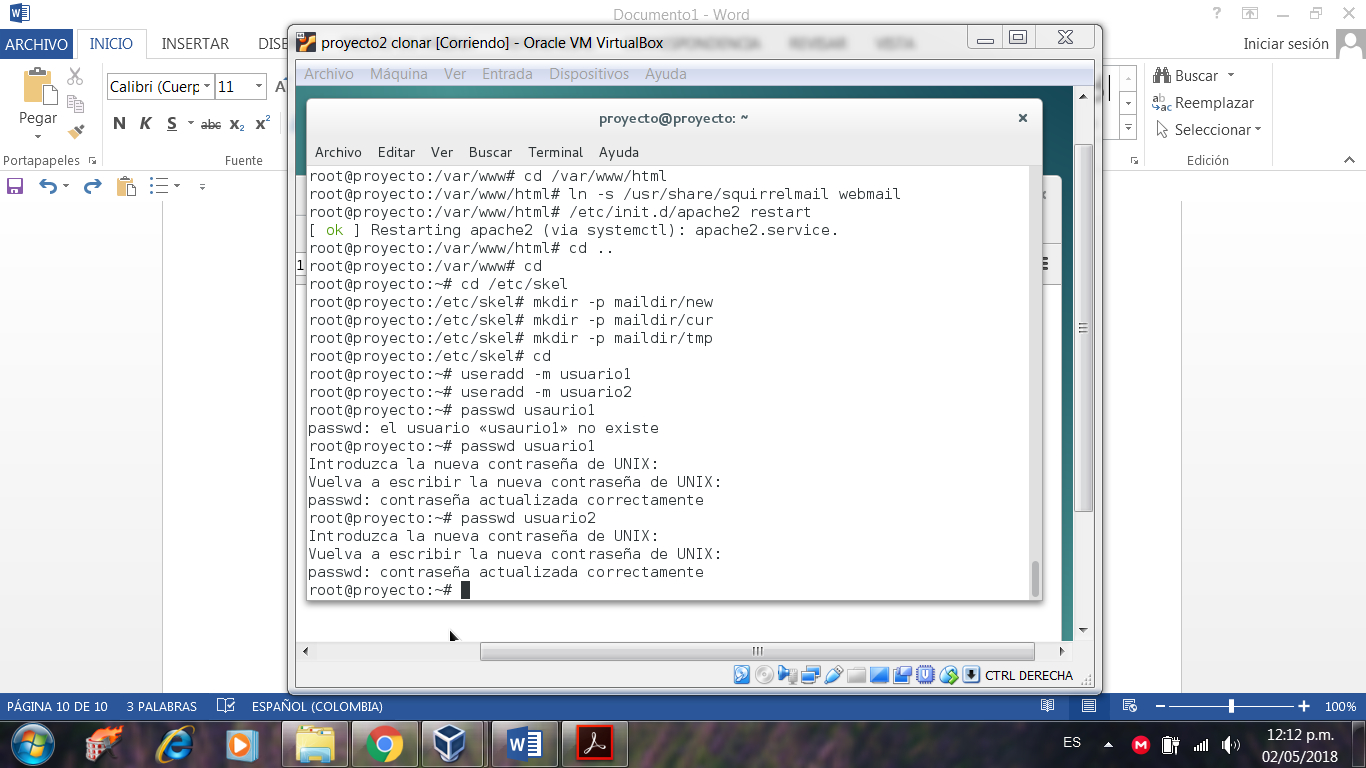 Documento1 - Word
ARCHIVO INICIO INSERTAR DISE
REVISAR VISTA
Iniciar sesión
proyecto2 clonar [Corriendo] - Oracle VM VirtualBox
Archivo Máquina Ver Entrada Dispositivos Ayuda
Calibri (Cuerp 11 A
Pegar
N K S abc x2 x2
Portapapeles
Fuente
Buscar
Reemplazar
Seleccionar
Edición
proyecto@proyecto: ~
Archivo Editar Ver Buscar Terminal Ayuda
root@proyecto:/var/www# cd /var/www/html
root@proyecto:/var/www/html# ln -s /usr/share/squirrelmail webmail
root@proyecto:/var/www/html# /etc/init.d/apache2 restart
[ ok ] Restarting apache2 (via systemctl): apache2.service.
root@proyecto:/var/www/html# cd ..
root@proyecto:/var/www# cd
root@proyecto:~# cd /etc/skel
root@proyecto:/etc/skel# mkdir -p maildir/new
root@proyecto:/etc/skel# mkdir -p maildir/cur
root@proyecto:/etc/skel# mkdir -p maildir/tmp
root@proyecto:/etc/skel# cd
root@proyecto:~# useradd -m usuario1
root@proyecto:~# useradd -m usuario2
root@proyecto:~# passwd usaurio1
passwd: el usuario «usaurio1» no existe
root@proyecto:~# passwd usuario1
Introduzca la nueva contraseña de UNIX:
Vuelva a escribir la nueva contraseña de UNIX:
passwd: contraseña actualizada correctamente
root@proyecto:~# passwd usuario2
Introduzca la nueva contraseña de UNIX:
Vuelva a escribir la nueva contraseña de UNIX:
passwd: contraseña actualizada correctamente
root@proyecto:~#
CTRL DERECHA
PÁGINA 10 DE 10 3 PALABRAS ESPAÑOL (COLOMBIA)
100%
ES
12:12 p.m.
02/05/2018